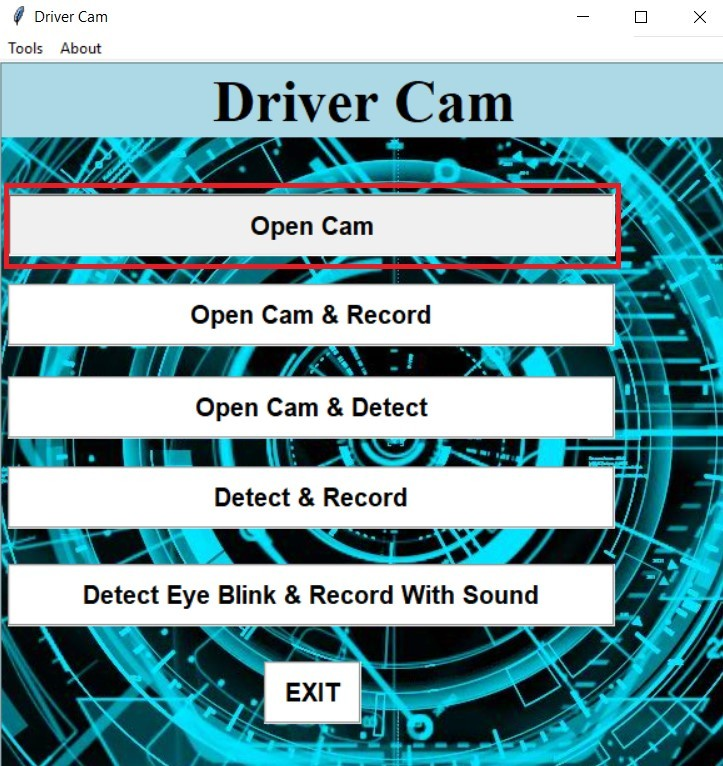 Driver Cam
Tools About
Driver Cam
Open Cam
Open Cam & Record
Open Cam & Detect
Detect & Record
Detect Eye Blink & Record With Sound
EXIT